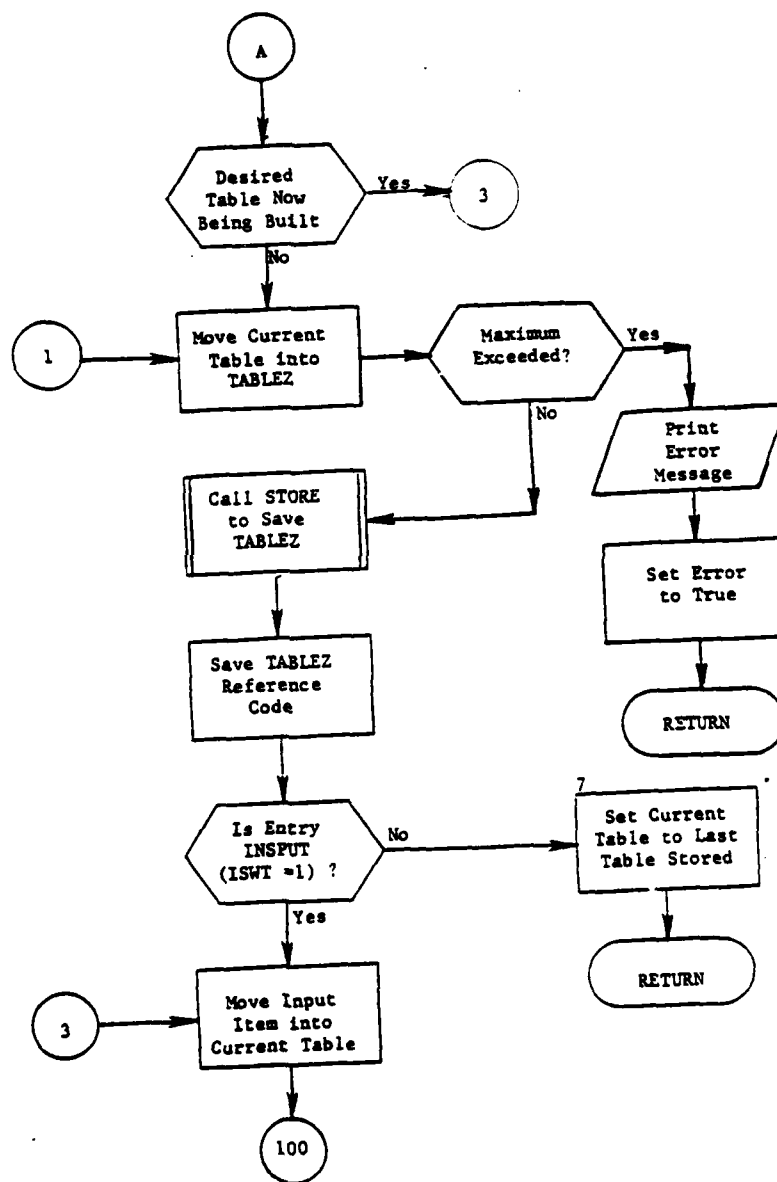 A
Desired
Table Now
Being Built
Yes
3
No
1
Move Current
Table into
TABLEZ
Maximum
Exceeded?
Yes
No
Print
Error
Message
Call STORE
to Save
TABLEZ
Set Error
to True
Save TABLEZ
Reference
Code
RETURN
7
Is Entry
INSPUT
(ISWT =1) ?
No
Set Current
Table to Last
Table Stored
Yes
RETURN
3
Move Input
Item into
Current Table
100